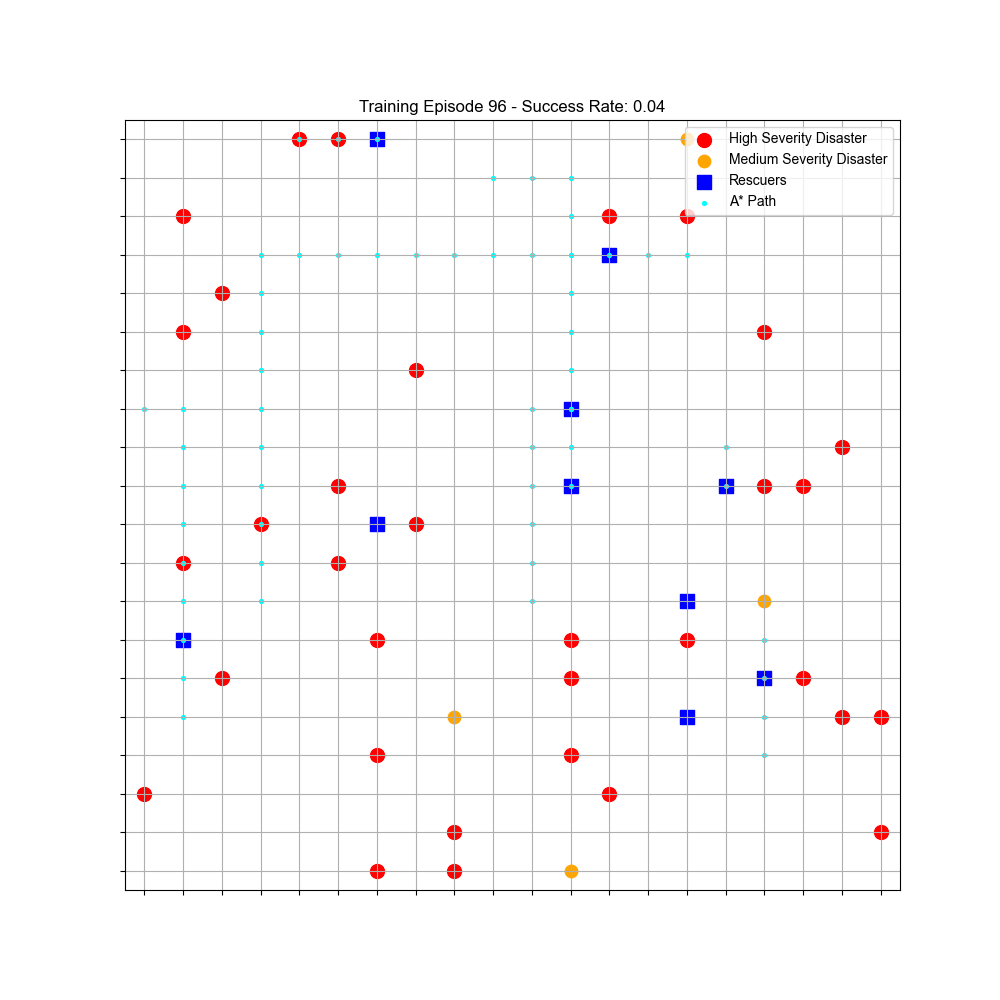 Training Episode 96 - Success Rate: 0.04
High Severity Disaster
Medium Severity Disaster
Rescuers
A* Path